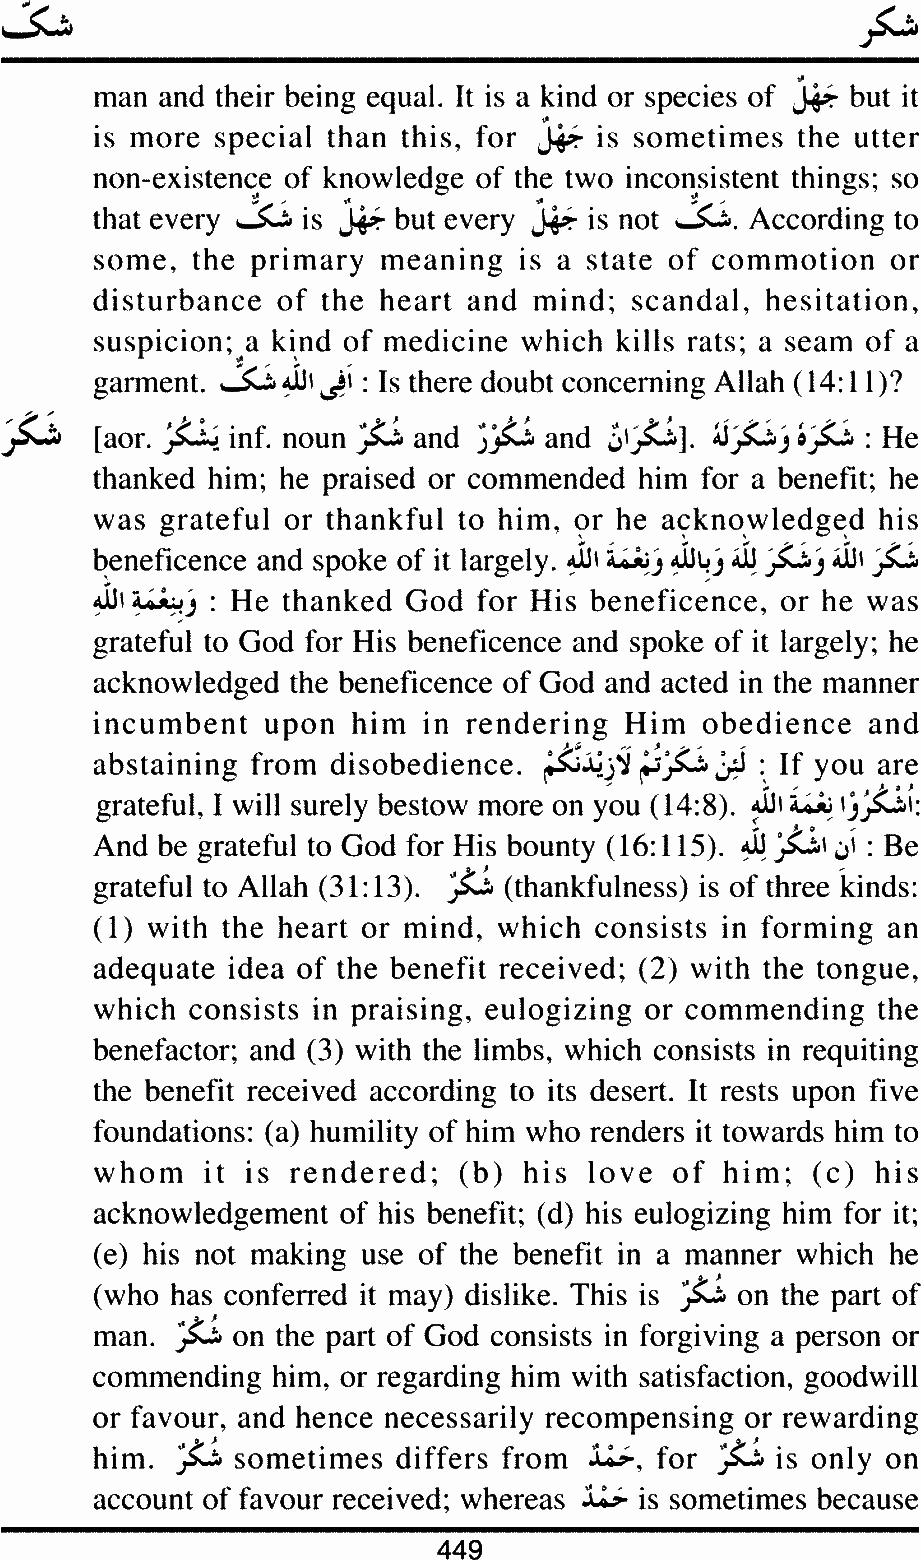 شكّ شكر
man and their being equal. It is a kind or species of جَهْلٌ but it
is more special than this, for جَهْلٌ is sometimes the utter
non-existence of knowledge of the two inconsistent things; so
that every شَكٌّ is جَهْلٌ but every جَهْلٌ is not شَكٌّ. According to
some, the primary meaning is a state of commotion or
disturbance of the heart and mind; scandal, hesitation,
suspicion; a kind of medicine which kills rats; a seam of a
garment. اَفِى اللّٰهِ شَكٌّ : Is there doubt concerning Allah (14:11)?
شَكَرَ [aor. يَشْكُرُ inf. noun شُكْرٌ and شُكُوْرٌ and شُكْرَانٌ]. شَكَرَهٗ وَشَكَرَلَهٗ : He
thanked him; he praised or commended him for a benefit; he
was grateful or thankful to him, or he acknowledged his
beneficence and spoke of it largely. شَكَرَ اللّٰهَ وَشَكَرَ لِلّٰهِ وَبِاللّٰهِ وَنِعْمَةَ اللّٰهِ
وَبِنِعْمَةِ اللّٰهِ : He thanked God for His beneficence, or he was
grateful to God for His beneficence and spoke of it largely; he
acknowledged the beneficence of God and acted in the manner
incumbent upon him in rendering Him obedience and
abstaining from disobedience. لَئِنْ شَكَرْتُمْ لَاَزِيْدَنَّكُمْ : If you are
grateful, I will surely bestow more on you (14:8). اُشْكُرُوْا نِعْمَةَ اللّٰهِ:
And be grateful to God for His bounty (16:115). اَنِ اشْكُرْ لِلّٰهِ : Be
grateful to Allah (31:13). شُكْرٌ (thankfulness) is of three kinds:
(1) with the heart or mind, which consists in forming an
adequate idea of the benefit received; (2) with the tongue,
which consists in praising, eulogizing or commending the
benefactor; and (3) with the limbs, which consists in requiting
the benefit received according to its desert. It rests upon five
foundations: (a) humility of him who renders it towards him to
whom it is rendered; (b) his love of him; (c) his
acknowledgement of his benefit; (d) his eulogizing him for it;
(e) his not making use of the benefit in a manner which he
(who has conferred it may) dislike. This is شُكْرٌ on the part of
man. شُكْرٌ on the part of God consists in forgiving a person or
commending him, or regarding him with satisfaction, goodwill
or favour, and hence necessarily recompensing or rewarding
him. شُكْرٌ sometimes differs from حَمْدٌ, for شُكْرٌ is only on
account of favour received; whereas حَمْدٌ is sometimes because
449